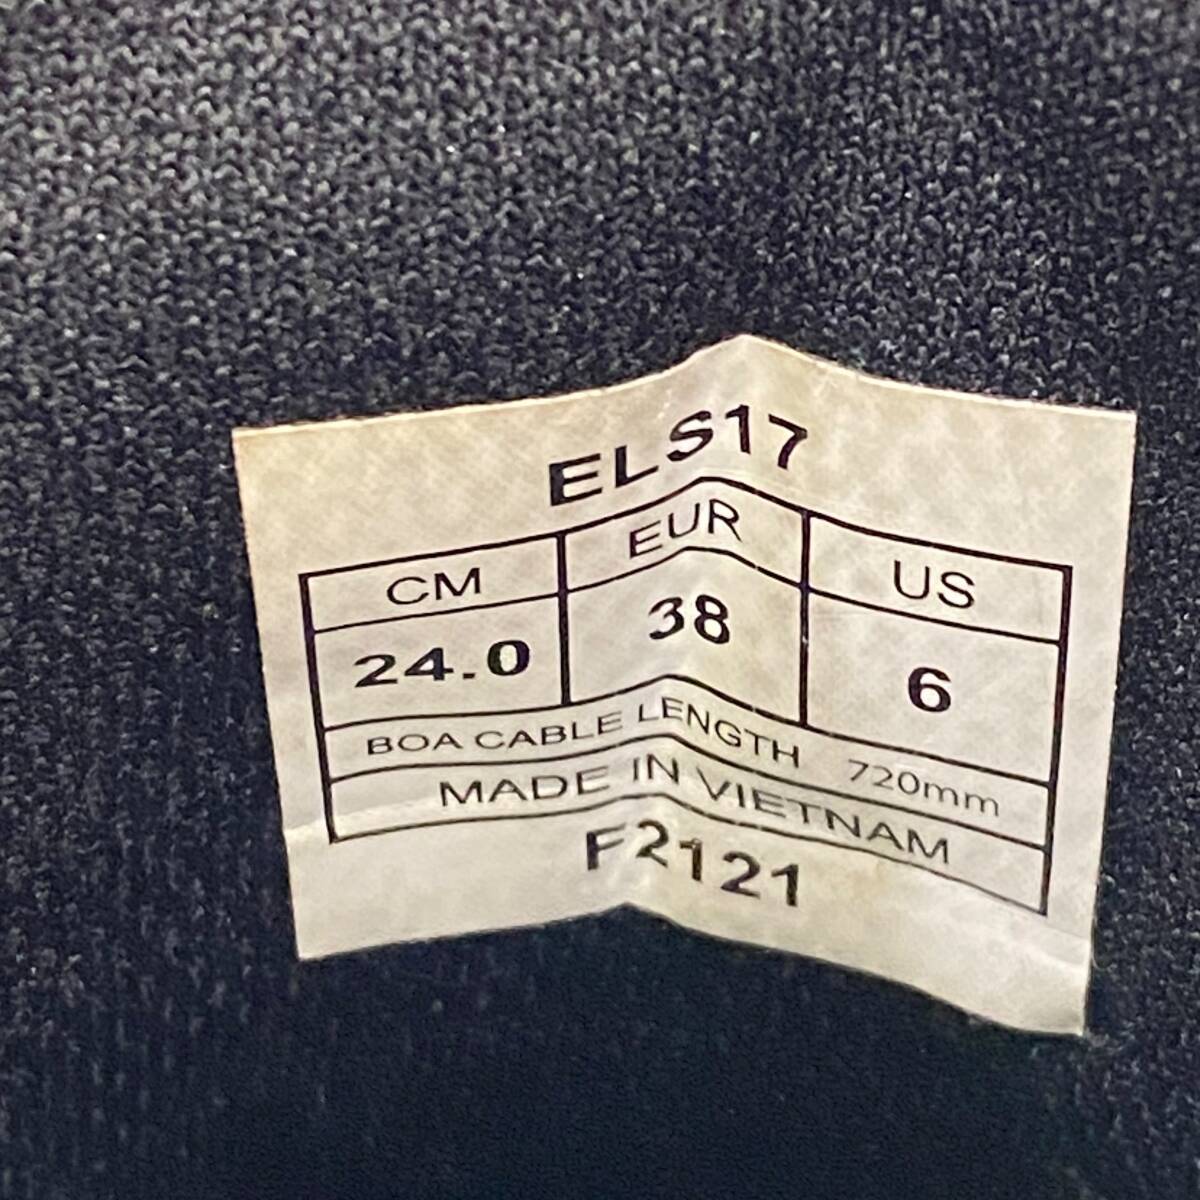 ELS17
CM EUR US
24.0 38 6
BOA CABLE LENGTH 720mm
MADE IN VIETNAM
F2121